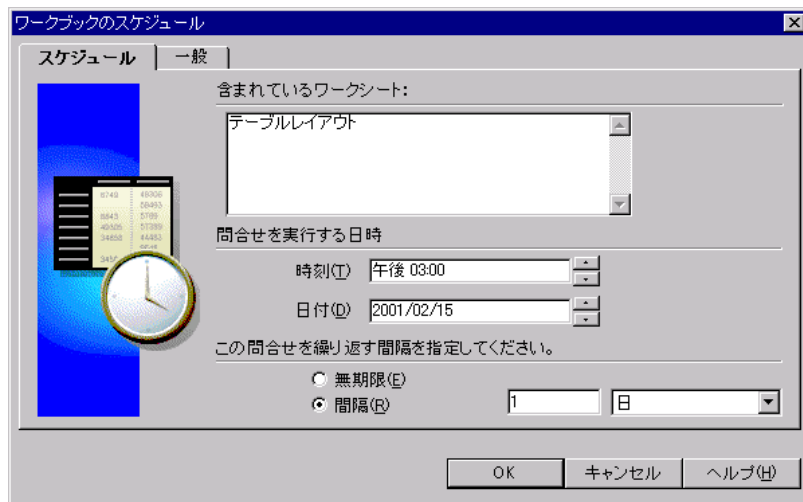 ワークブックのスケジュール
スケジュール 一般
含まれているワークシート:
テーブルレイアウト
問合せを実行する日時
時刻(T) 午後 03:00
日付(D) 2001/02/15
この問合せを繰り返す間隔を指定してください。
無期限(E)
間隔(R) 1 日
OK キャンセル ヘルプ(H)